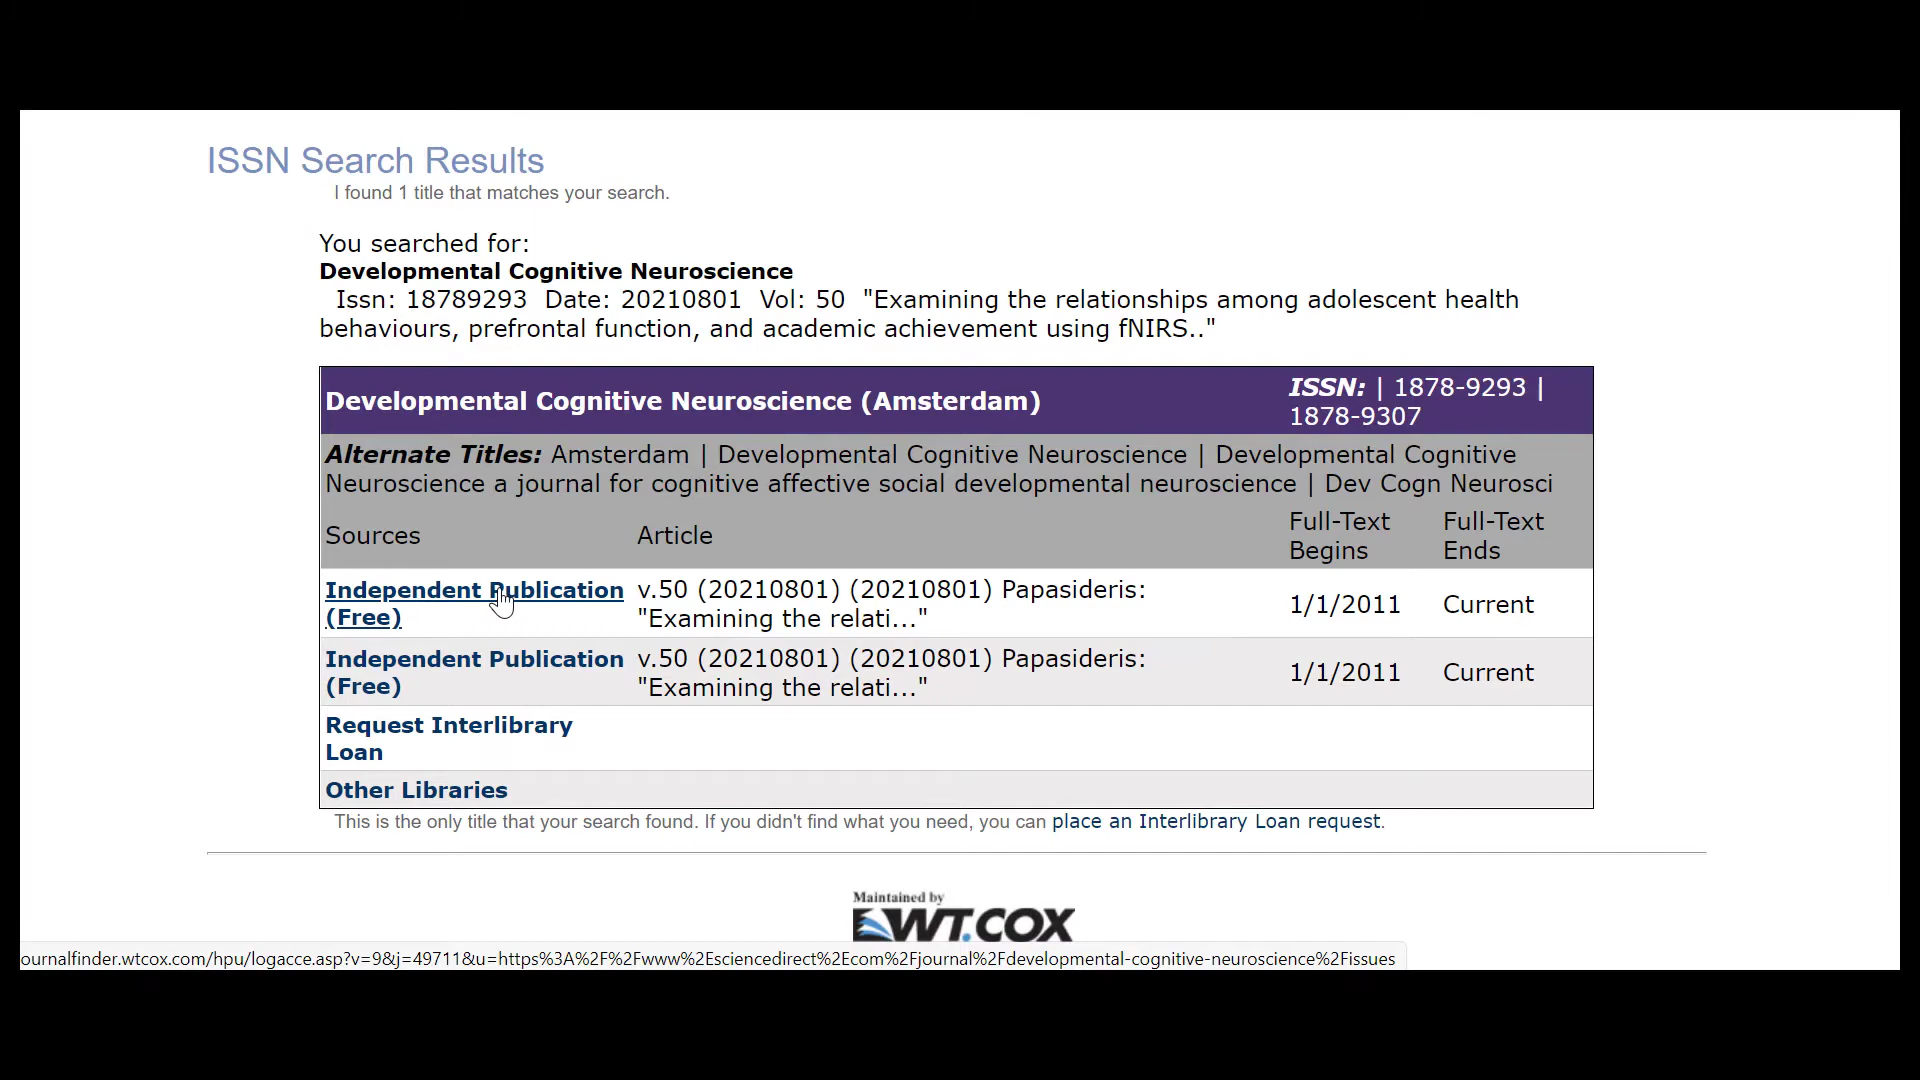 ISSN Search Results
I found 1 title that matches your search.
You searched for:
Developmental Cognitive Neuroscience
Issn: 18789293 Date: 20210801 Vol: 50 "Examining the relationships among adolescent health
behaviours, prefrontal function, and academic achievement using fNIRS.."
Developmental Cognitive Neuroscience (Amsterdam)
ISSN: | 1878-9293 |
1878-9307
Alternate Titles: Amsterdam | Developmental Cognitive Neuroscience | Developmental Cognitive
Neuroscience a journal for cognitive affective social developmental neuroscience | Dev Cogn Neurosci
Sources
Article
Full-Text
Begins
Full-Text
Ends
Independent Publication
(Free)
v.50 (20210801) (20210801) Papasideris:
"Examining the relati..."
1/1/2011
Current
Independent Publication
(Free)
v.50 (20210801) (20210801) Papasideris:
"Examining the relati..."
1/1/2011
Current
Request Interlibrary
Loan
Other Libraries
This is the only title that your search found. If you didn't find what you need, you can place an Interlibrary Loan request.
Maintained by
WT.COX
ournalfinder.wtcox.com/hpu/logacce.asp?v=9&j=49711&u=https%3A%2F%2Fwww%2Esciencedirect%2Ecom%2Fjournal%2Fdevelopmental-cognitive-neuroscience%2Fissues